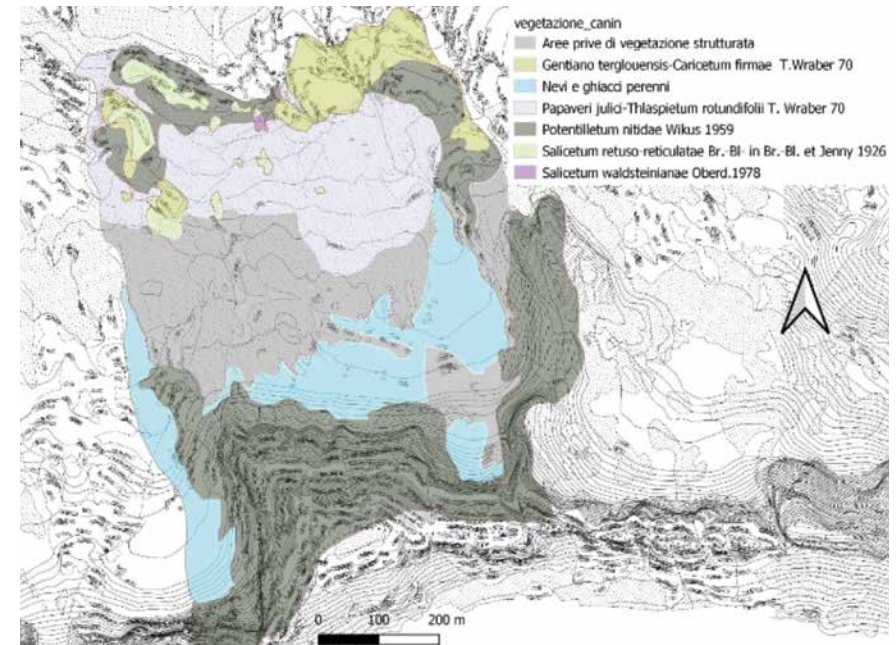 vegetazione_canin
Aree prive di vegetazione strutturata
Gentiano terglouensis-Caricetum firmae T.Wraber 70
Nevi e ghiacci perenni
Papaveri julici-Thlaspietum rotundifolii T. Wraber 70
Potentilletum nitidae Wikus 1959
Salicetum retuso-reticulatae Br.-Bl- in Br.-Bl. et Jenny 1926
Salicetum waldsteinianae Oberd.1978
0 100 200 m